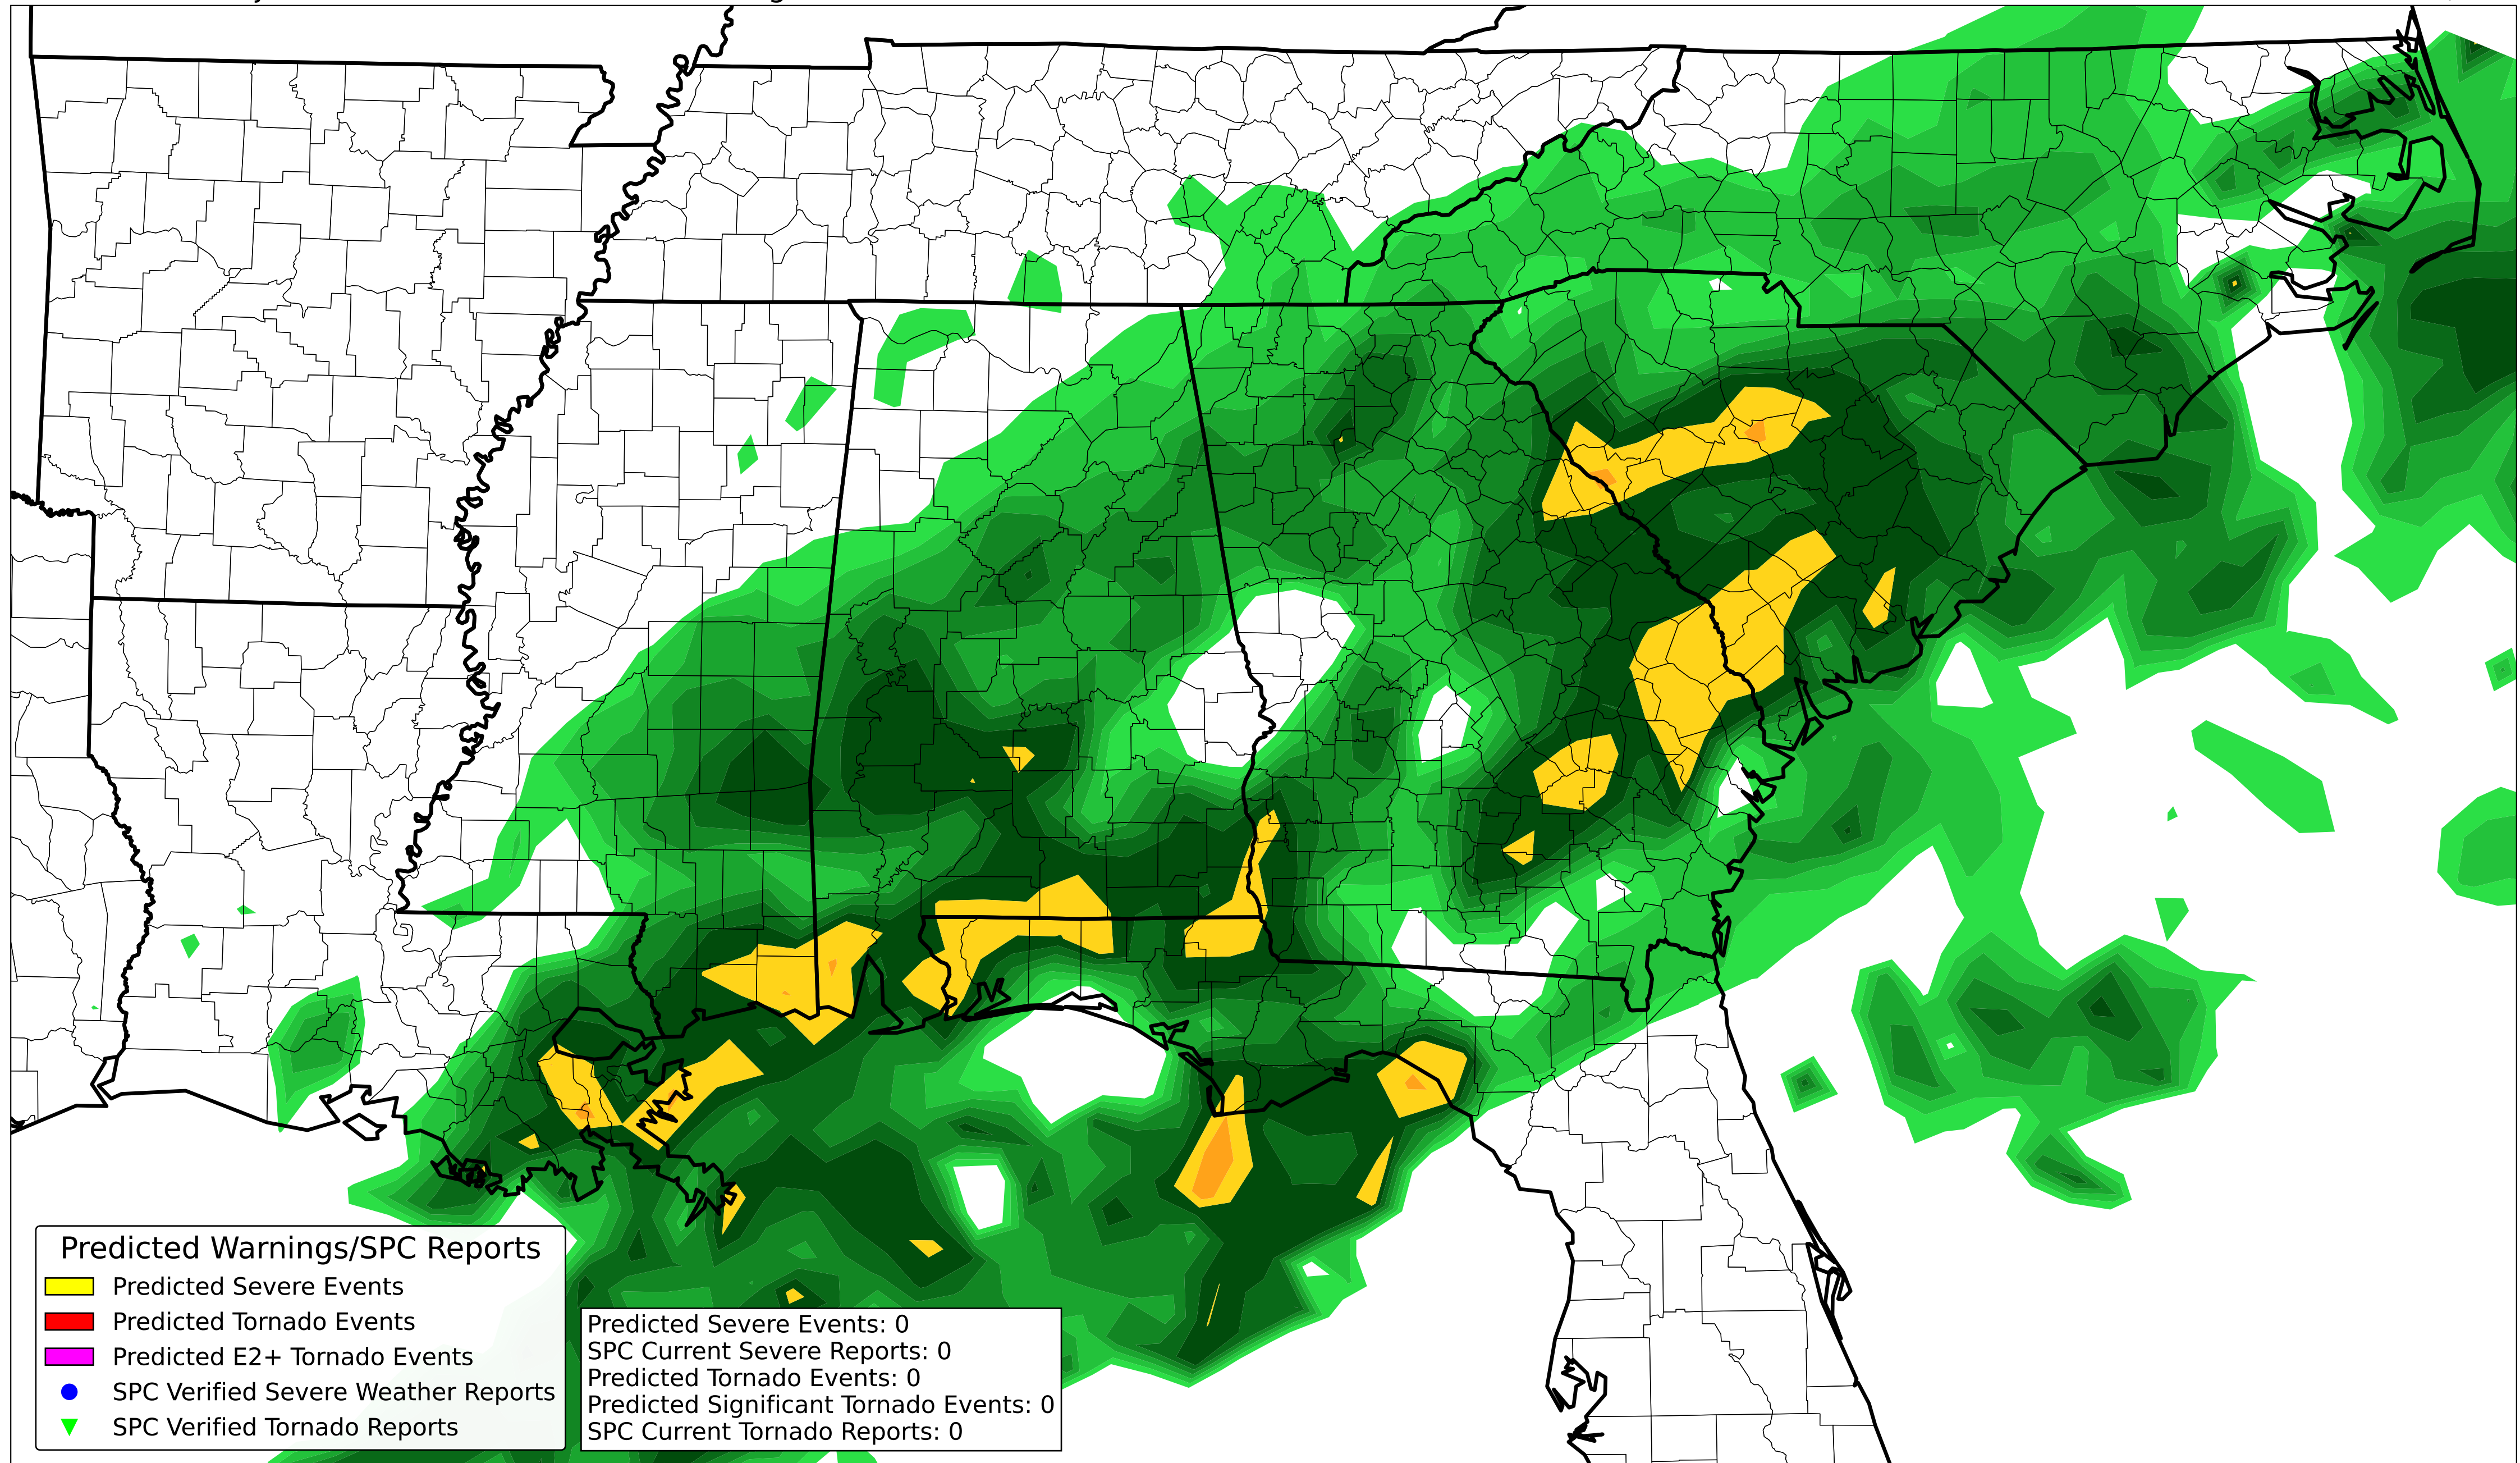 Predicted Warnings/SPC Reports
Predicted Severe Events
Predicted Tornado Events
Predicted E2+ Tornado Events
SPC Verified Severe Weather Reports
SPC Verified Tornado Reports
Predicted Severe Events: 0
SPC Current Severe Reports: 0
Predicted Tornado Events: 0
Predicted Significant Tornado Events: 0
SPC Current Tornado Reports: 0